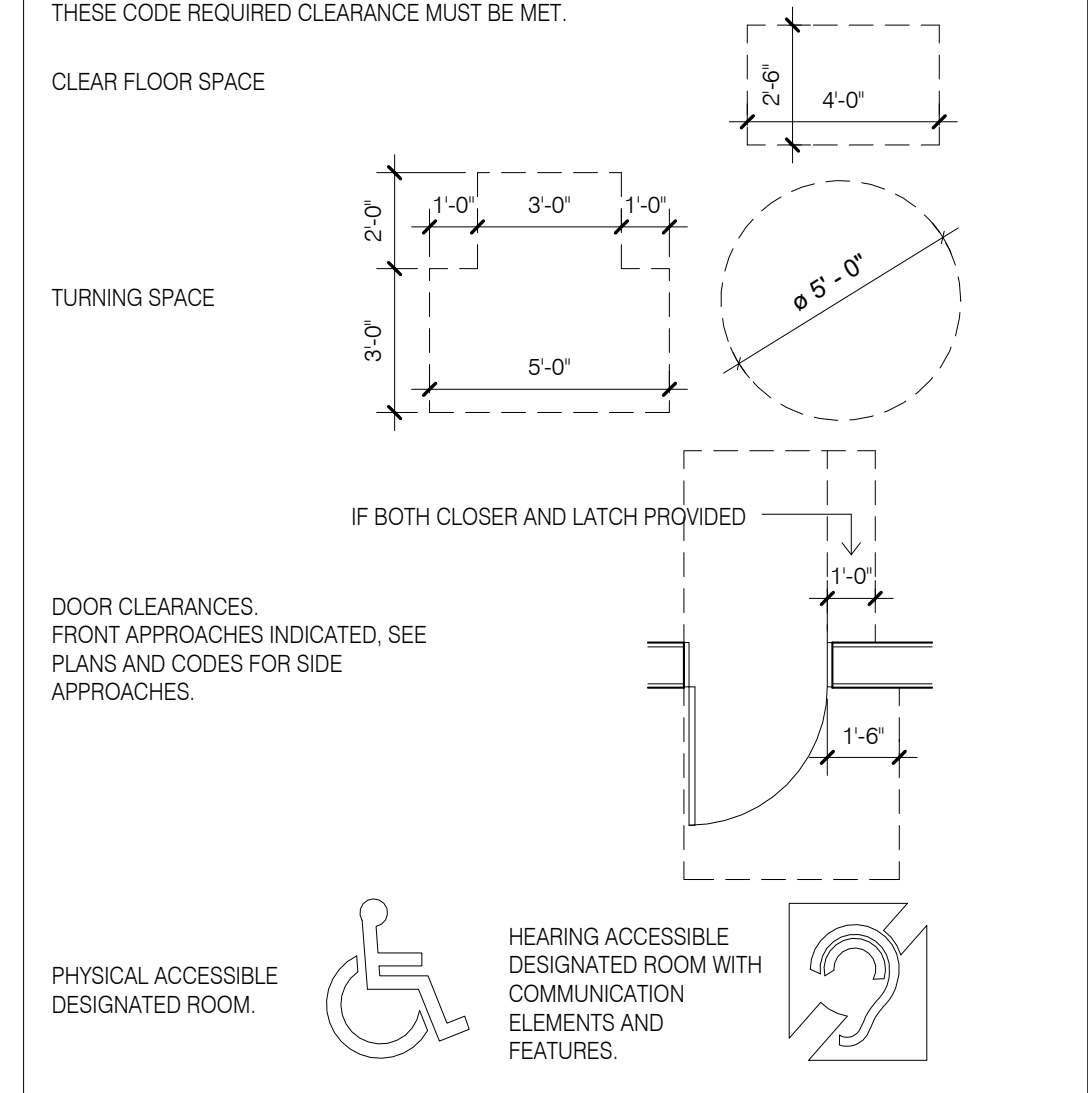 THESE CODE REQUIRED CLEARANCE MUST BE MET.
CLEAR FLOOR SPACE
2'-6"
4'-0"
2'-0"
1'-0"
3'-0"
1'-0"
TURNING SPACE
3'-0"
5'-0"
ø 5' - 0"
IF BOTH CLOSER AND LATCH PROVIDED
1'-0"
DOOR CLEARANCES.
FRONT APPROACHES INDICATED, SEE
PLANS AND CODES FOR SIDE
APPROACHES.
1'-6"
PHYSICAL ACCESSIBLE
DESIGNATED ROOM.
HEARING ACCESSIBLE
DESIGNATED ROOM WITH
COMMUNICATION
ELEMENTS AND
FEATURES.